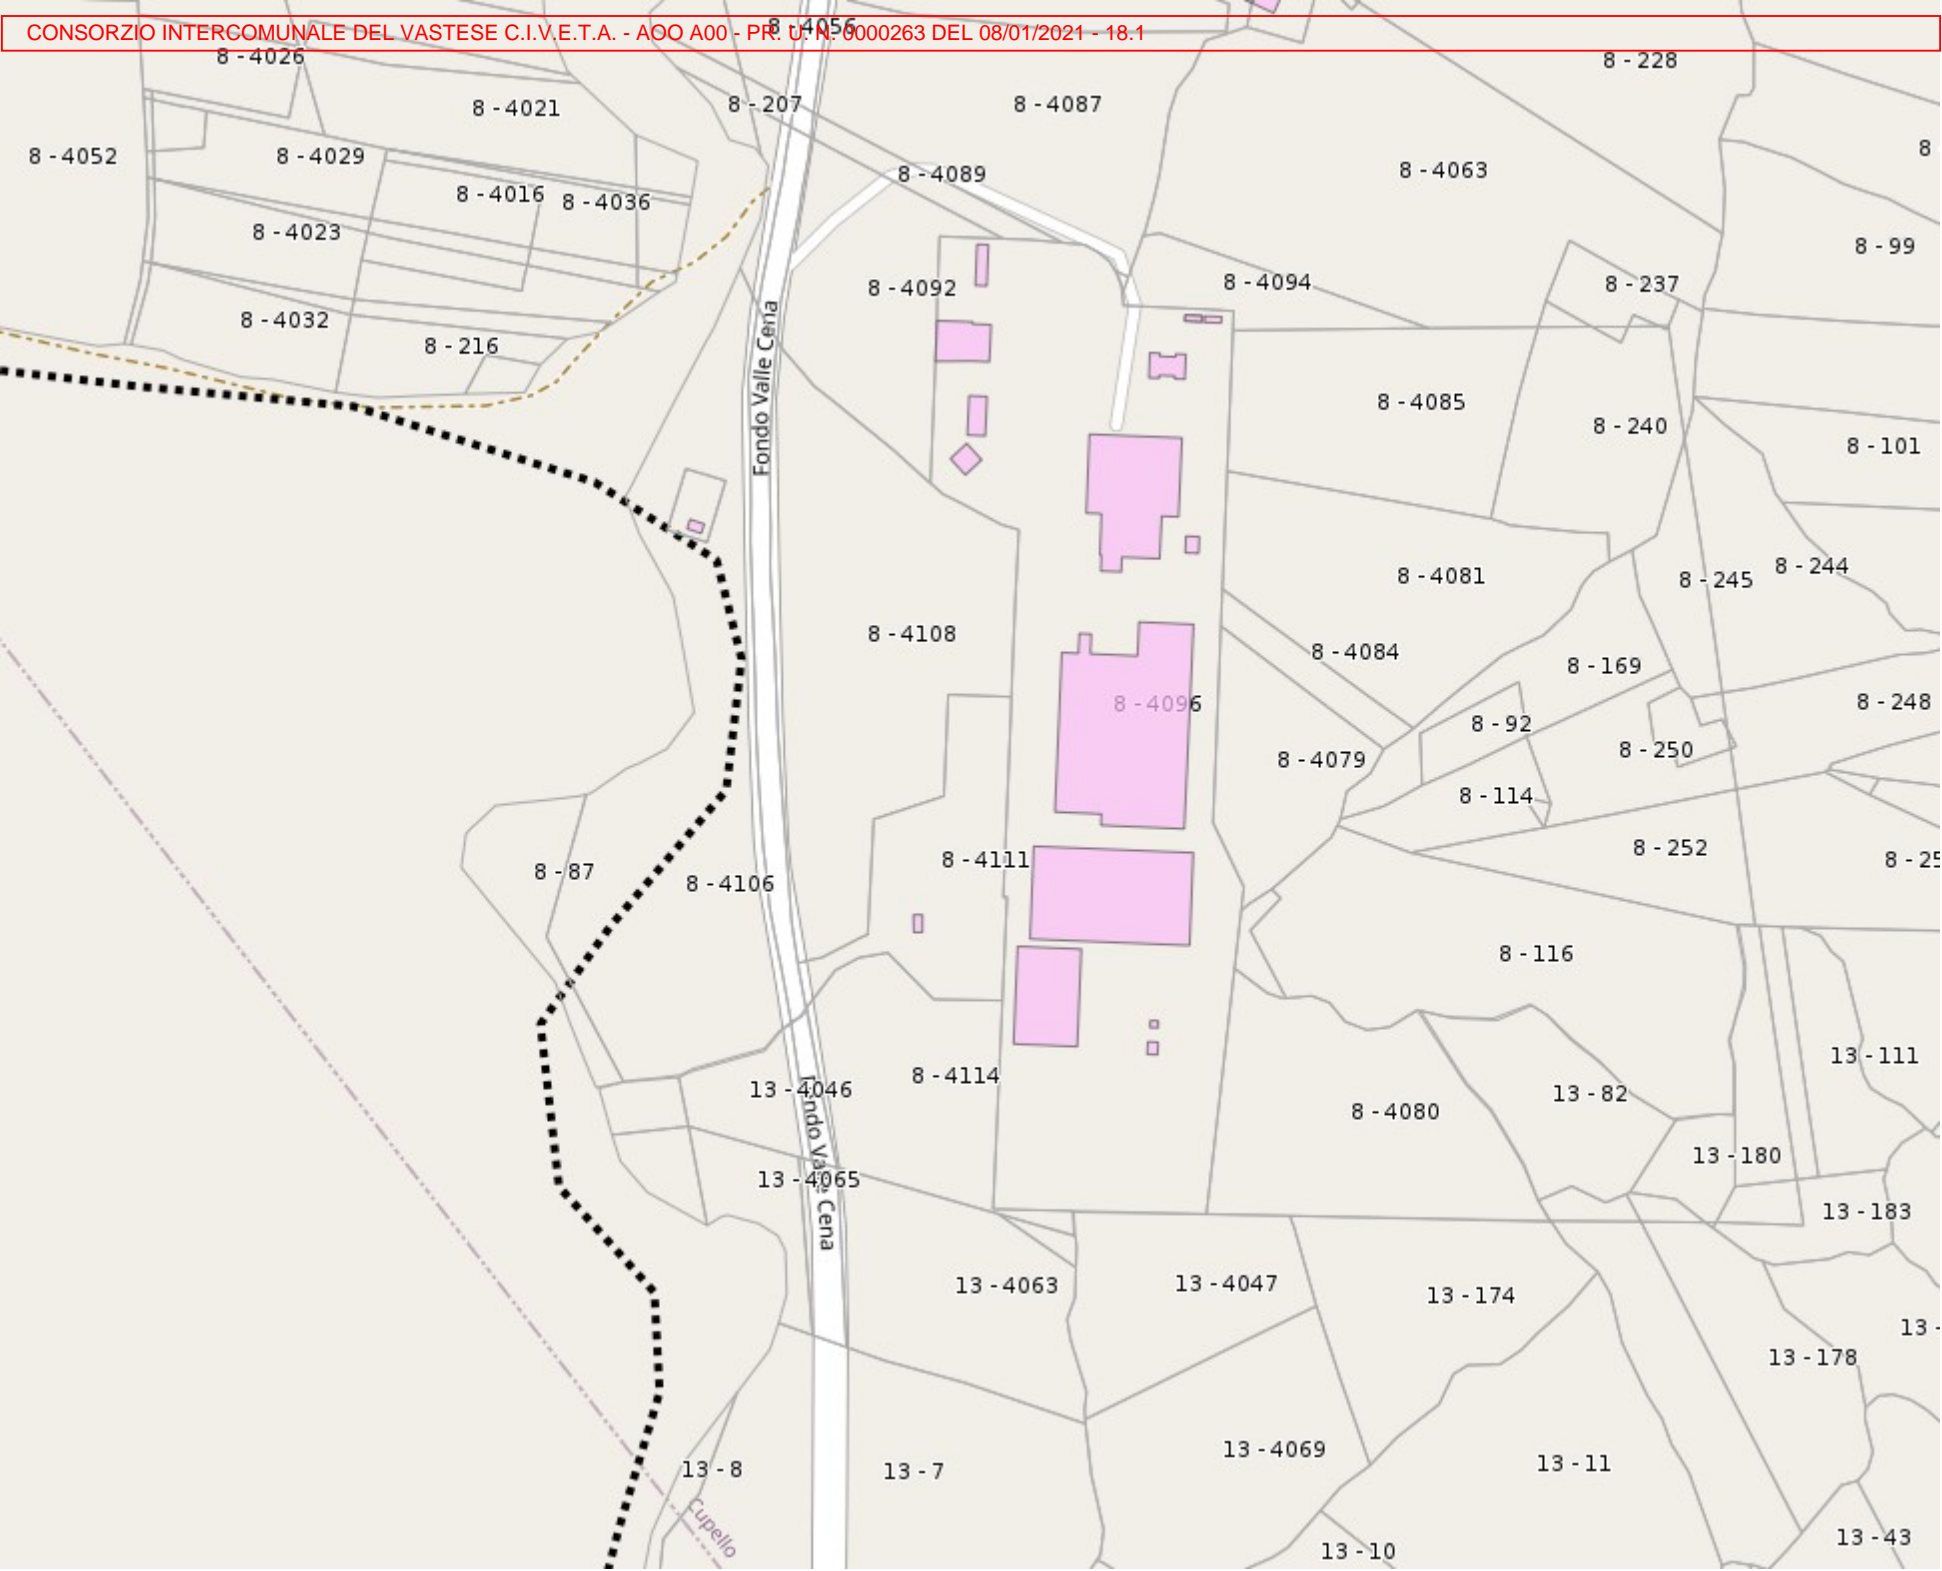 CONSORZIO INTERCOMUNALE DEL VASTESE C.I.V.E.T.A. - AOO A00 - PR. U. N. 0000263 DEL 08/01/2021 - 18.1
8 - 4056
8 - 4026
8 - 228
8 - 4021
8 - 207
8 - 4087
8 - 4052
8 - 4029
8
8 - 4063
8 - 4089
8 - 4016
8 - 4036
8 - 4023
8 - 99
8 - 4092
8 - 4094
8 - 237
8 - 4032
8 - 216
Fondo Valle Cena
8 - 4085
8 - 240
8 - 101
8 - 4081
8 - 245
8 - 244
8 - 4108
8 - 4084
8 - 169
8 - 4096
8 - 92
8 - 248
8 - 4079
8 - 250
8 - 114
8 - 252
8 - 4111
8 - 25
8 - 87
8 - 4106
8 - 116
13 - 111
8 - 4114
13 - 4046
13 - 82
8 - 4080
13 - 180
Fondo Valle Cena
13 - 4065
13 - 183
13 - 4063
13 - 4047
13 - 174
13 -
13 - 178
13 - 4069
13 - 8
13 - 7
13 - 11
Cupello
13 - 43
13 - 10